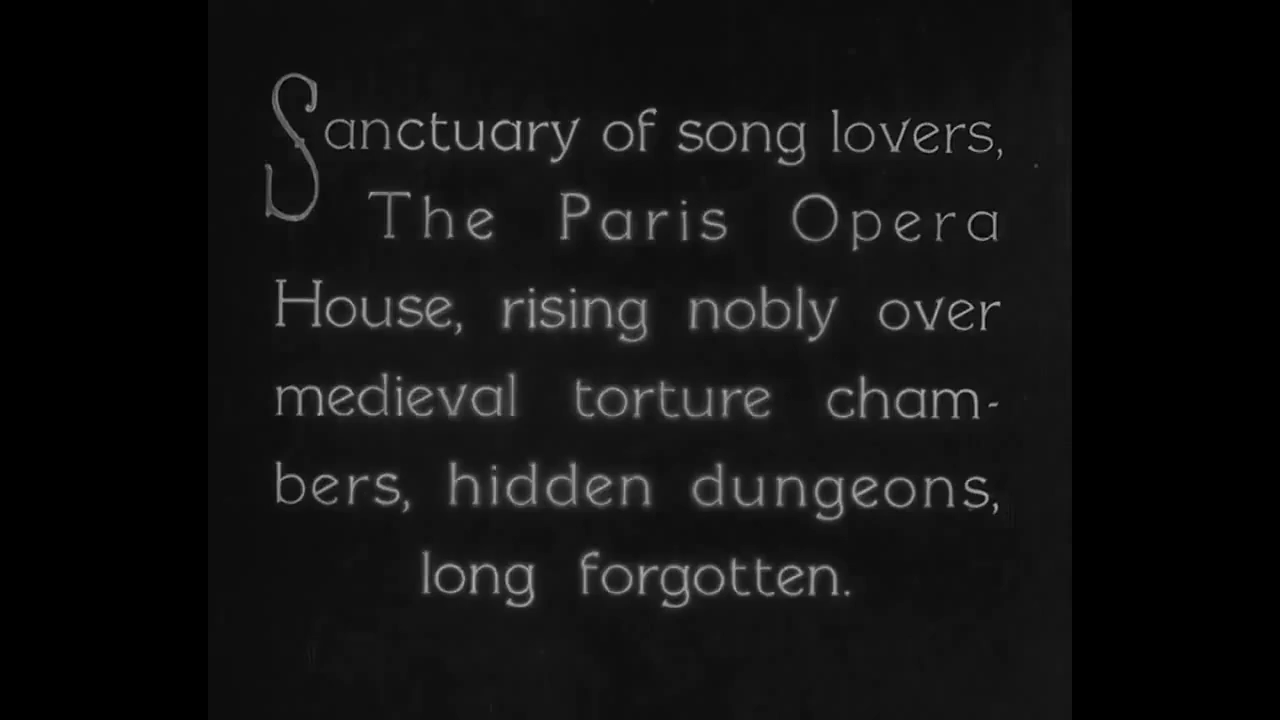 Sanctuary of song lovers,
The Paris Opera
House, rising nobly over
medieval torture cham-
bers, hidden dungeons,
long forgotten.